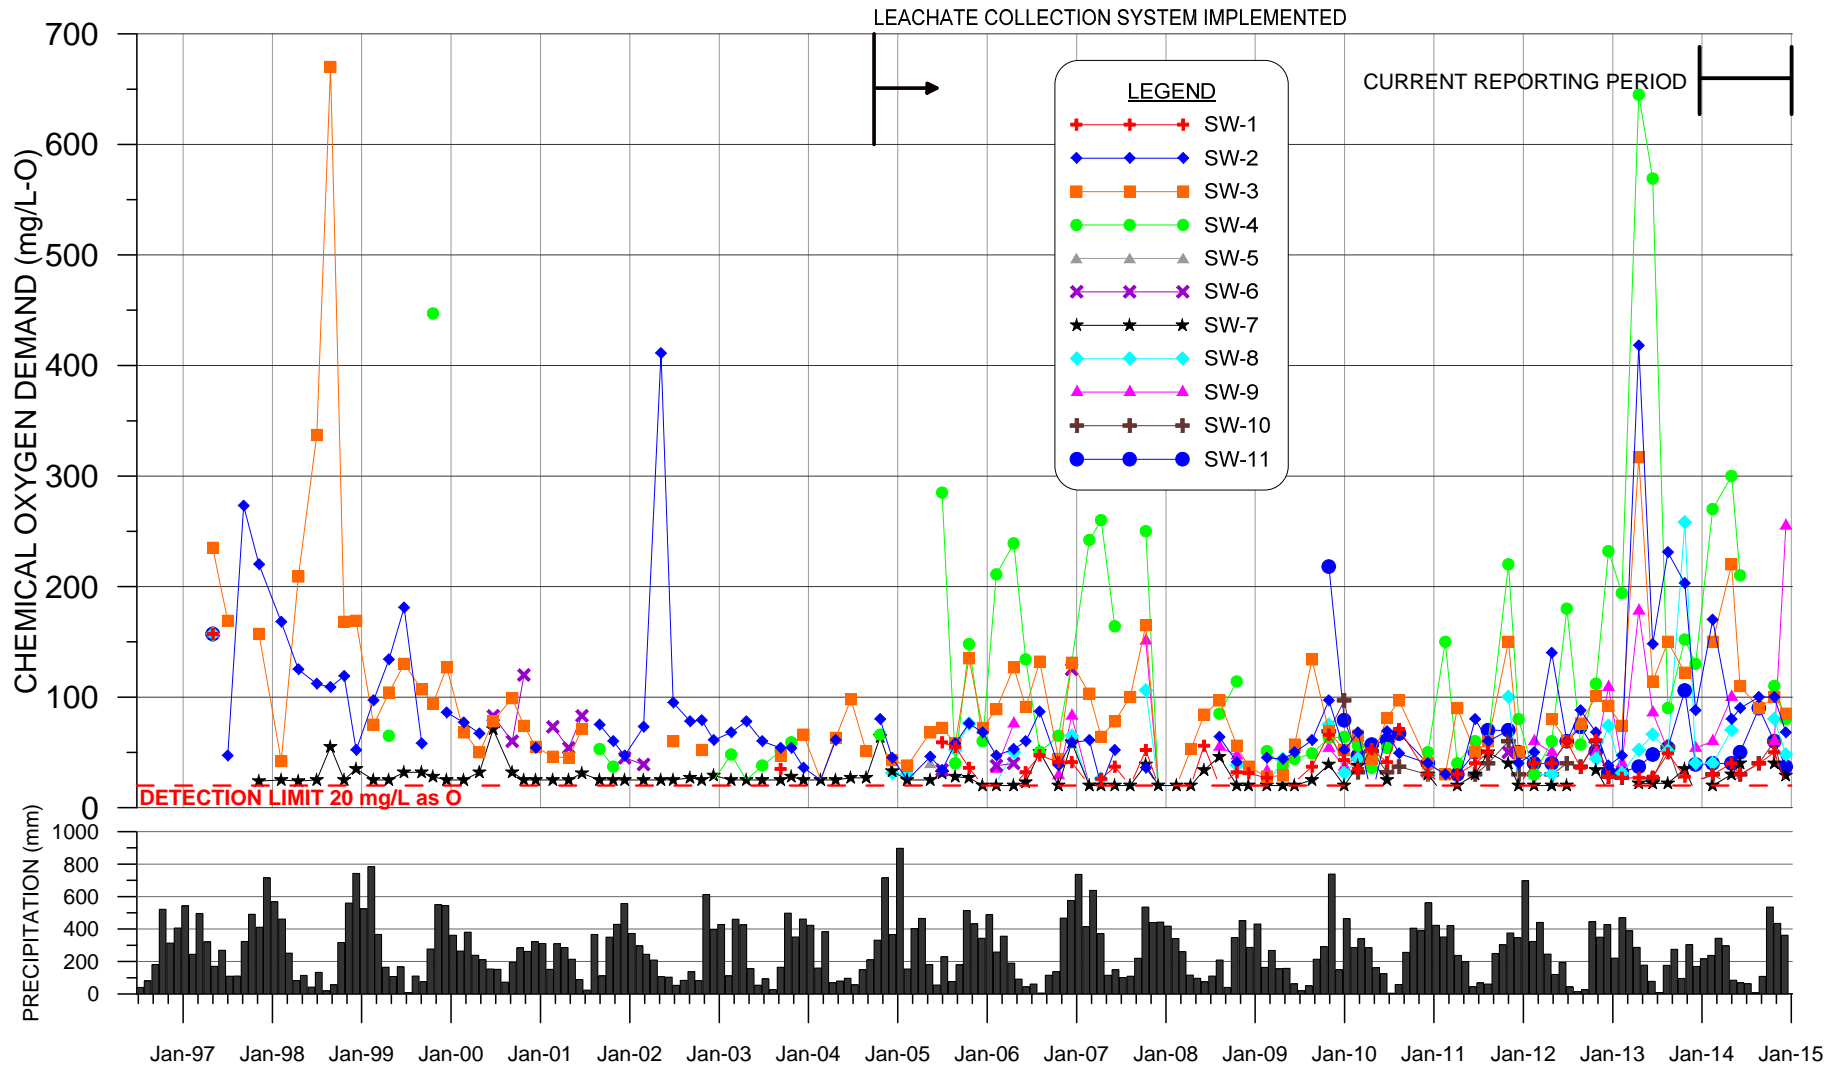 LEACHATE COLLECTION SYSTEM IMPLEMENTED
CURRENT REPORTING PERIOD
LEGEND
SW-1
SW-2
SW-3
SW-4
SW-5
SW-6
SW-7
SW-8
SW-9
SW-10
SW-11
CHEMICAL OXYGEN DEMAND (mg/L-O)
700
600
500
400
300
200
100
0
DETECTION LIMIT 20 mg/L as O
PRECIPITATION (mm)
1000
800
600
400
200
0
Jan-97 Jan-98 Jan-99 Jan-00 Jan-01 Jan-02 Jan-03 Jan-04 Jan-05 Jan-06 Jan-07 Jan-08 Jan-09 Jan-10 Jan-11 Jan-12 Jan-13 Jan-14 Jan-15